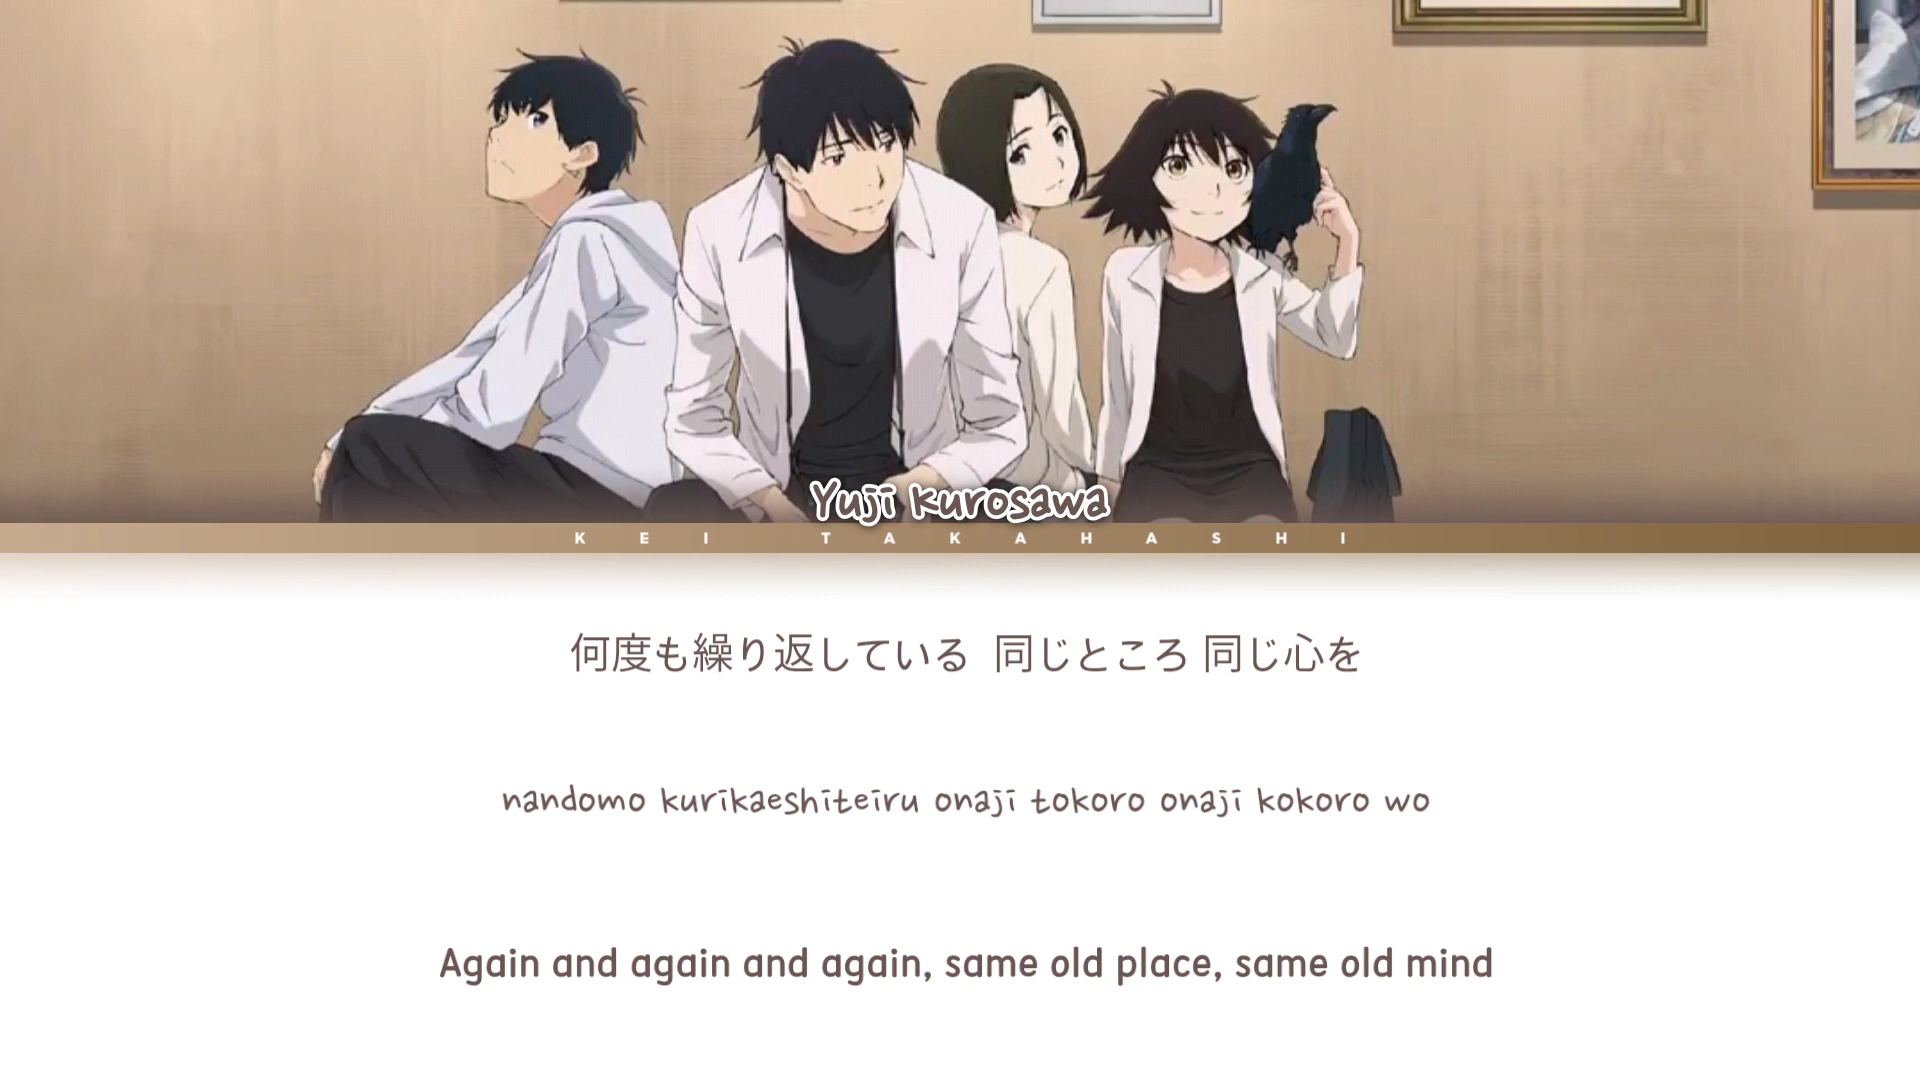 Yuji Kurosawa
KEI TAKAHASHI
何度も繰り返している 同じところ 同じ心を
nandomo kurikaeshiteiru onaji tokoro onaji kokoro wo
Again and again and again, same old place, same old mind